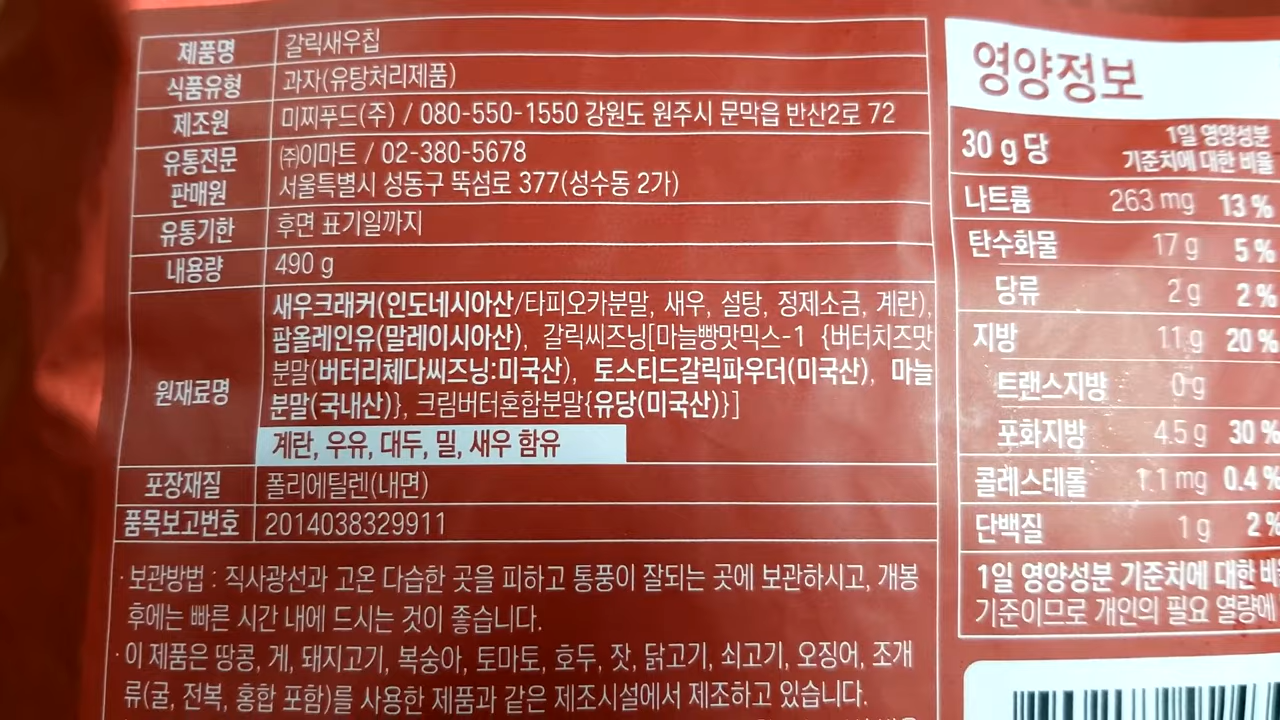 제품명 갈릭새우칩
식품유형 과자(유탕처리제품)
제조원 미찌푸드(주) / 080-550-1550 강원도 원주시 문막읍 반산2로 72
유통전문
판매원
㈜이마트 / 02-380-5678
서울특별시 성동구 뚝섬로 377(성수동 2가)
유통기한 후면 표기일까지
내용량 490 g
원재료명
새우크래커(인도네시아산/타피오카분말, 새우, 설탕, 정제소금, 계란),
팜올레인유(말레이시아산), 갈릭씨즈닝[마늘빵맛믹스-1 {버터치즈맛
분말(버터리체다씨즈닝:미국산), 토스티드갈릭파우더(미국산), 마늘
분말(국내산)}, 크림버터혼합분말{유당(미국산)}]
계란, 우유, 대두, 밀, 새우 함유
포장재질 폴리에틸렌(내면)
품목보고번호 2014038329911
· 보관방법 : 직사광선과 고온 다습한 곳을 피하고 통풍이 잘되는 곳에 보관하시고, 개봉
후에는 빠른 시간 내에 드시는 것이 좋습니다.
· 이 제품은 땅콩, 게, 돼지고기, 복숭아, 토마토, 호두, 잣, 닭고기, 쇠고기, 오징어, 조개
류(굴, 전복, 홍합 포함)를 사용한 제품과 같은 제조시설에서 제조하고 있습니다.
영양정보
30 g 당
1일 영양성분
기준치에 대한 비율
나트륨 263 mg 13 %
탄수화물 17 g 5 %
당류 2 g 2 %
지방 11 g 20 %
트랜스지방 0 g
포화지방 4.5 g 30 %
콜레스테롤 1.1 mg 0.4 %
단백질 1 g 2 %
1일 영양성분 기준치에 대한
기준이므로 개인의 필요 열량에